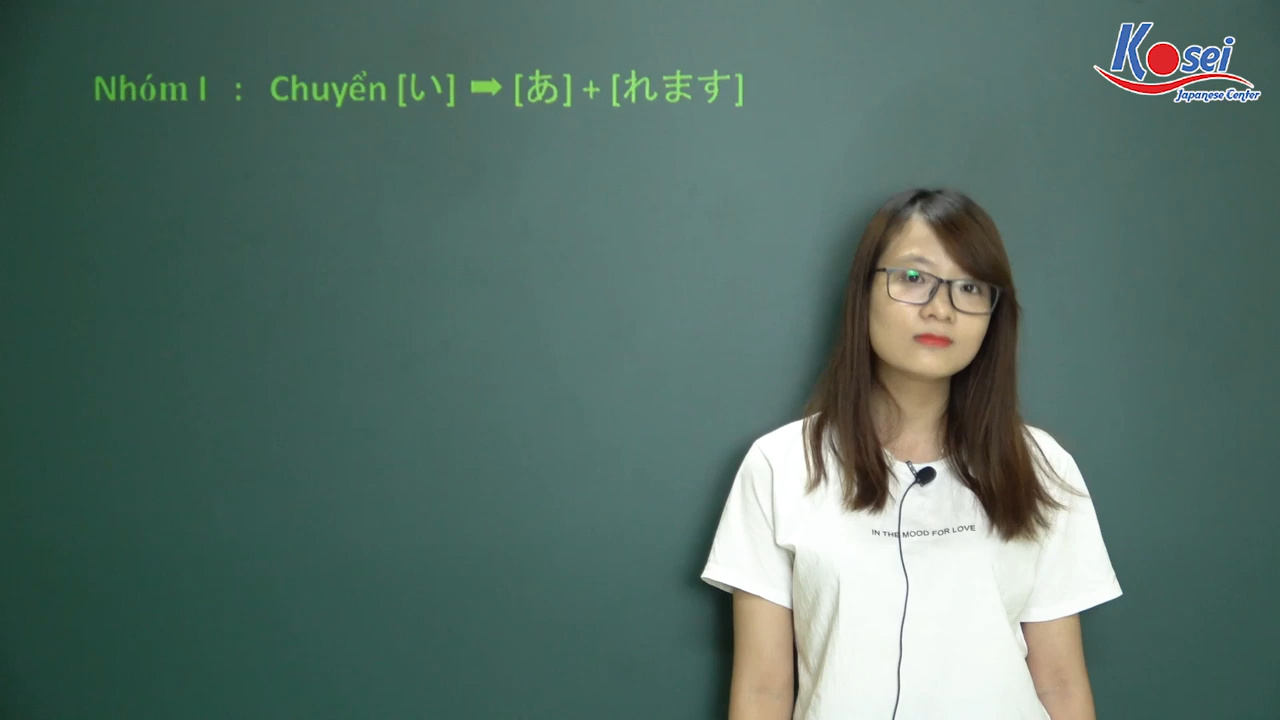 Nhóm I : Chuyển [い] ➡ [あ] + [れます]
Kosei
Japanese Center
IN THE MOOD FOR LOVE